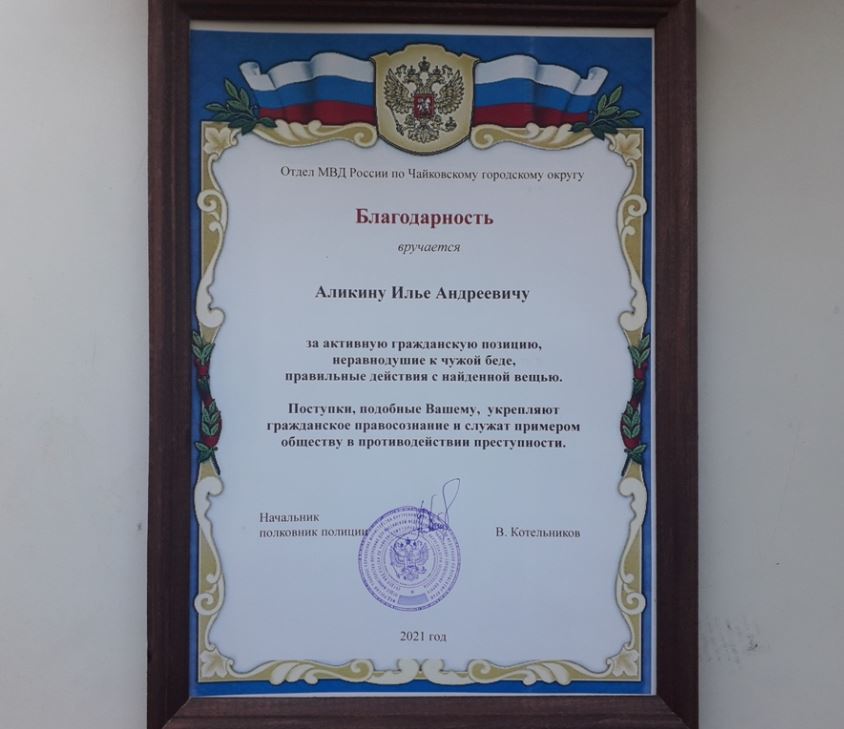 Отдел МВД России по Чайковскому городскому округу
Благодарность
вручается
Аликину Илье Андреевичу
за активную гражданскую позицию,
неравнодушие к чужой беде,
правильные действия с найденной вещью.
Поступки, подобные Вашему, укрепляют
гражданское правосознание и служат примером
обществу в противодействии преступности.
Начальник
полковник полиции
В. Котельников
2021 год